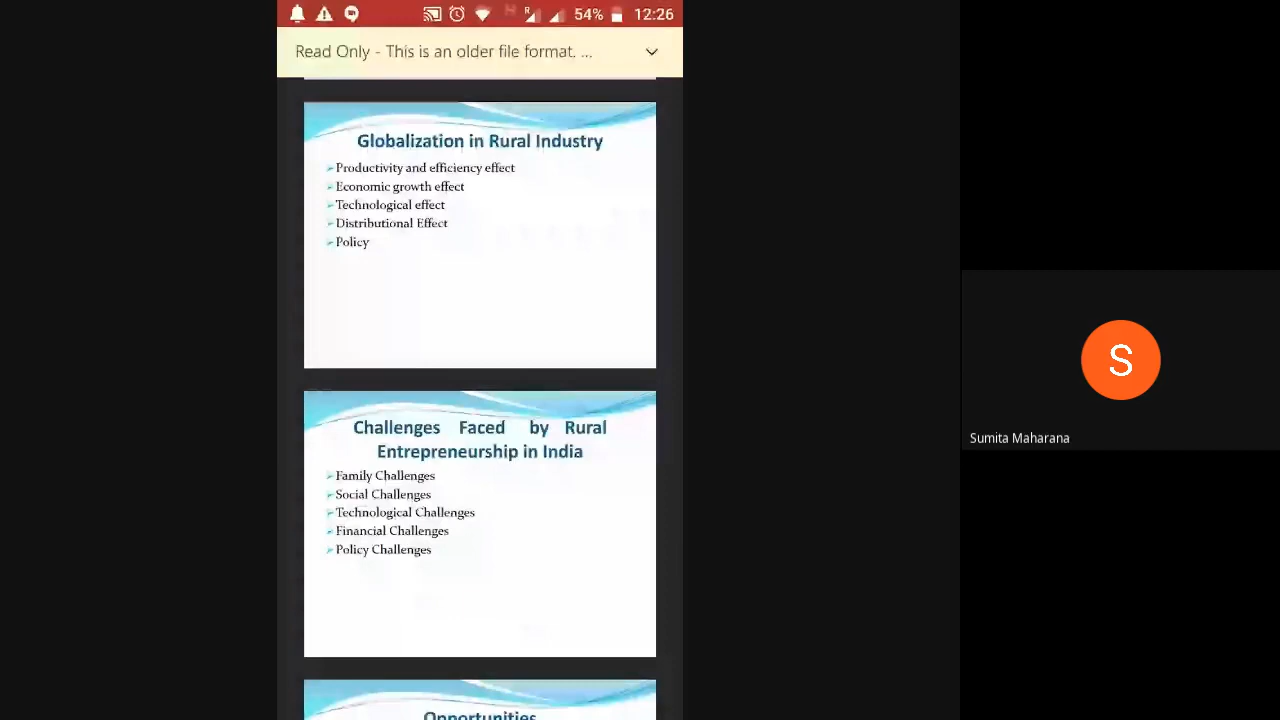 54% 12:26
Read Only - This is an older file format. ...
Globalization in Rural Industry
Productivity and efficiency effect
Economic growth effect
Technological effect
Distributional Effect
Policy
Challenges Faced by Rural
Entrepreneurship in India
Family Challenges
Social Challenges
Technological Challenges
Financial Challenges
Policy Challenges
Opportunities
S
Sumita Maharana